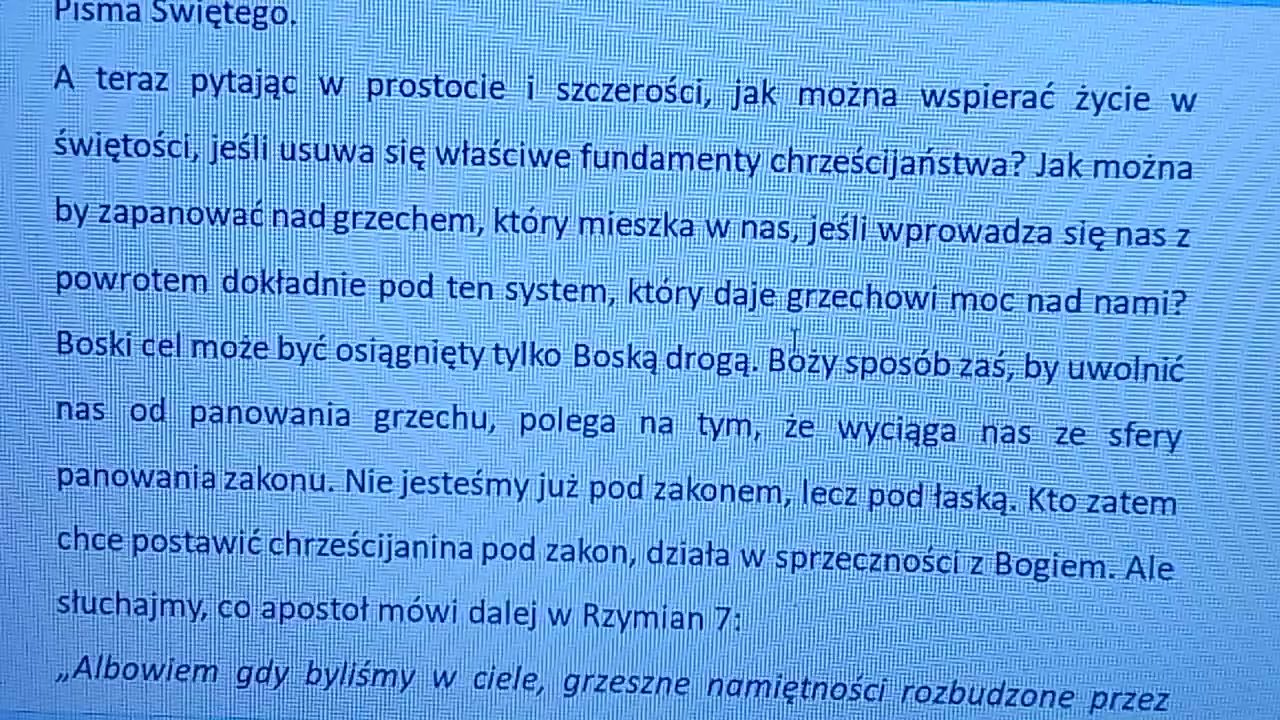 Pisma Świętego.
A teraz pytając w prostocie i szczerości, jak można wspierać życie w
świętości, jeśli usuwa się właściwe fundamenty chrześcijaństwa? Jak można
by zapanować nad grzechem, który mieszka w nas, jeśli wprowadza się nas z
powrotem dokładnie pod ten system, który daje grzechowi moc nad nami?
Boski cel może być osiągnięty tylko Boską drogą. Boży sposób zaś, by uwolnić
nas od panowania grzechu, polega na tym, że wyciąga nas ze sfery
panowania zakonu. Nie jesteśmy już pod zakonem, lecz pod łaską. Kto zatem
chce postawić chrześcijanina pod zakon, działa w sprzeczności z Bogiem. Ale
słuchajmy, co apostoł mówi dalej w Rzymian 7:
„Albowiem gdy byliśmy w ciele, grzeszne namiętności rozbudzone przez